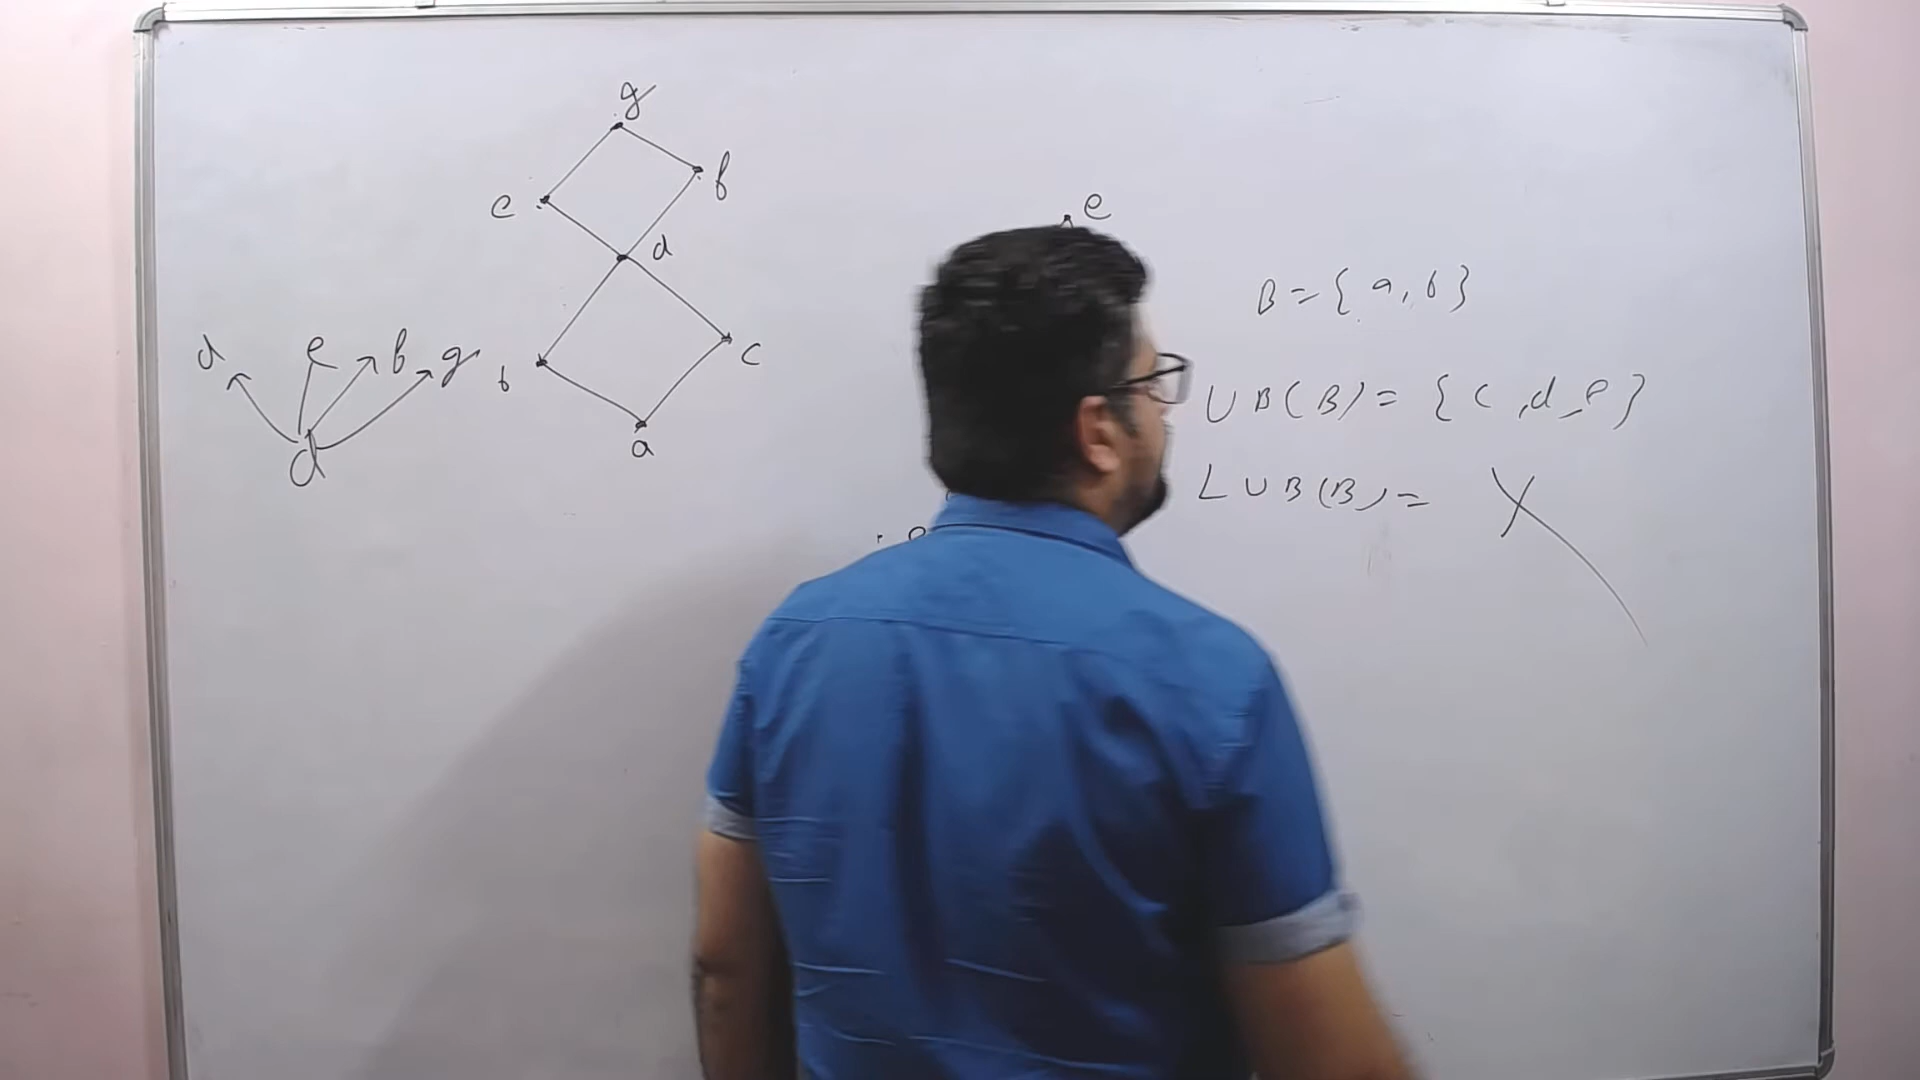 g
e
f
d
b
c
a
d e f g
d
e
B = { a, b }
UB(B) = { c, d, e }
LUB(B) = X